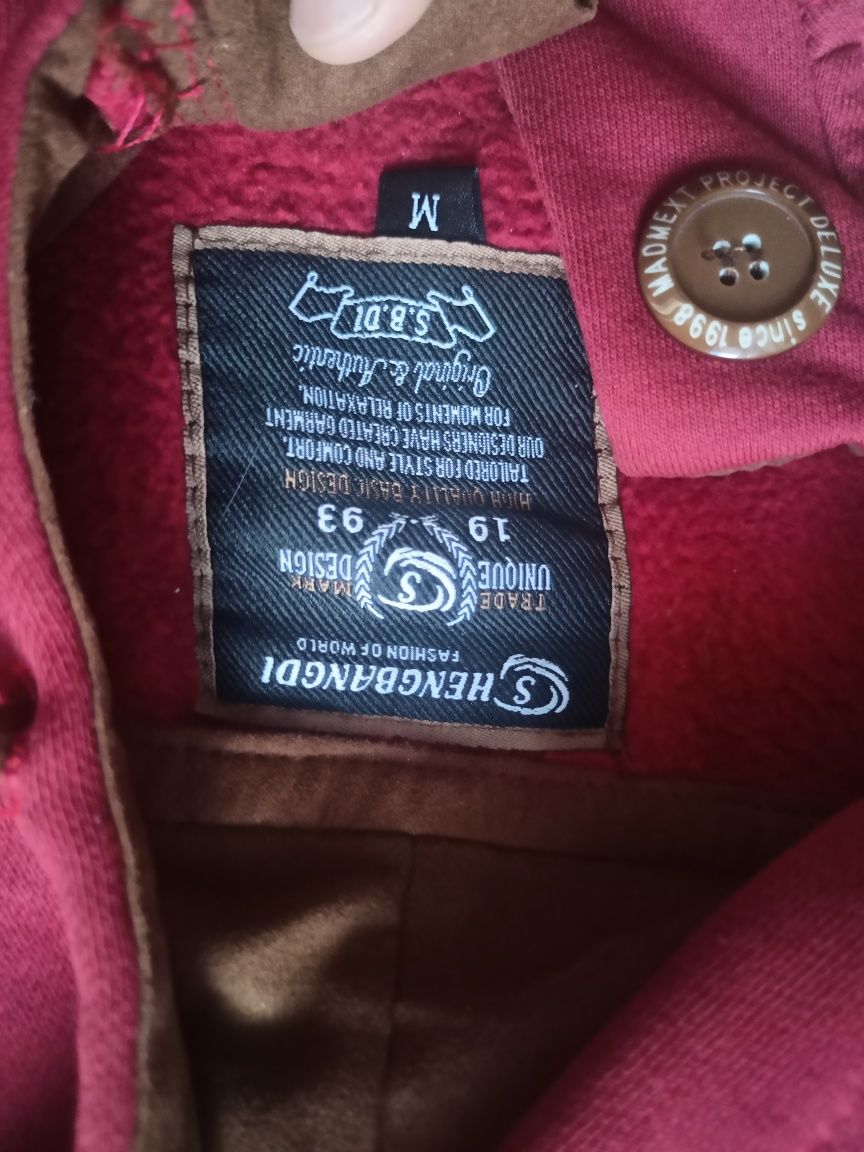 SHENGBANGDI
FASHION OF WORLD
TRADE MARK
UNIQUE DESIGN
19 93
HIGH QUALITY BASIC DESIGN
TAILORED FOR STYLE AND COMFORT.
OUR DESIGNERS HAVE CREATED GARMENT
FOR MOMENTS OF RELAXATION.
Original & Authentic
S.B.DI
M
MADMEXT PROJECT DELUXE since 1998